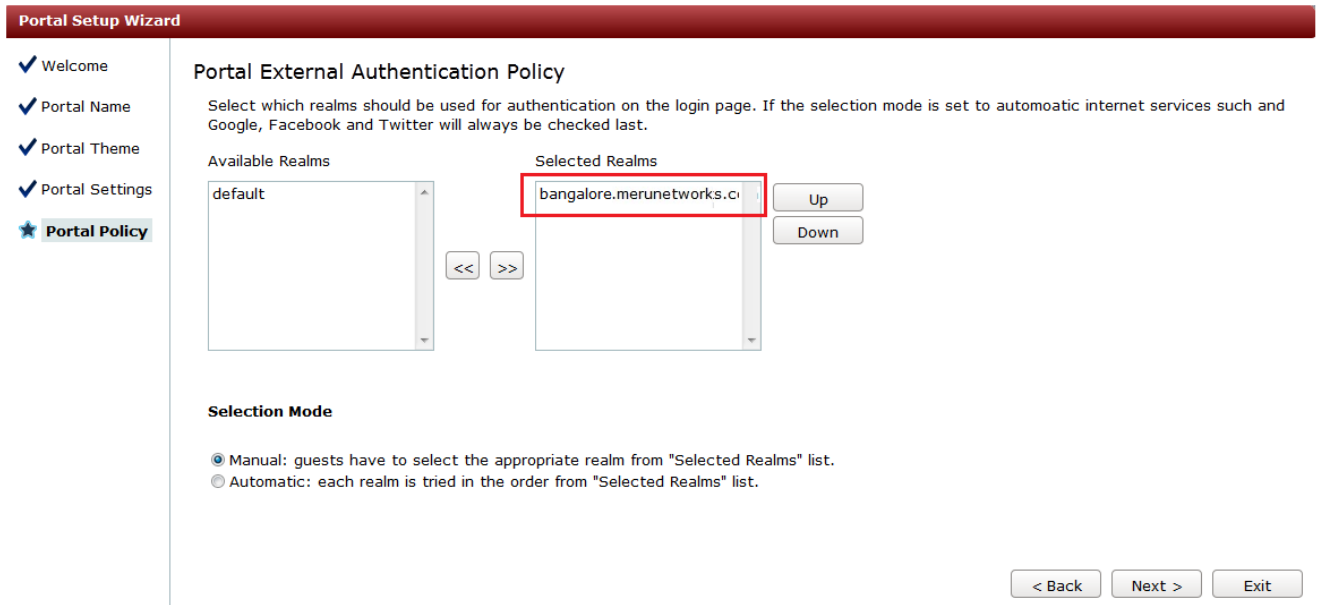 Portal Setup Wizard
Welcome
Portal Name
Portal Theme
Portal Settings
Portal Policy
Portal External Authentication Policy
Select which realms should be used for authentication on the login page. If the selection mode is set to automoatic internet services such and
Google, Facebook and Twitter will always be checked last.
Available Realms
default
<< >>
Selected Realms
bangalore.merunetworks.c
Up
Down
Selection Mode
Manual: guests have to select the appropriate realm from "Selected Realms" list.
Automatic: each realm is tried in the order from "Selected Realms" list.
< Back Next > Exit